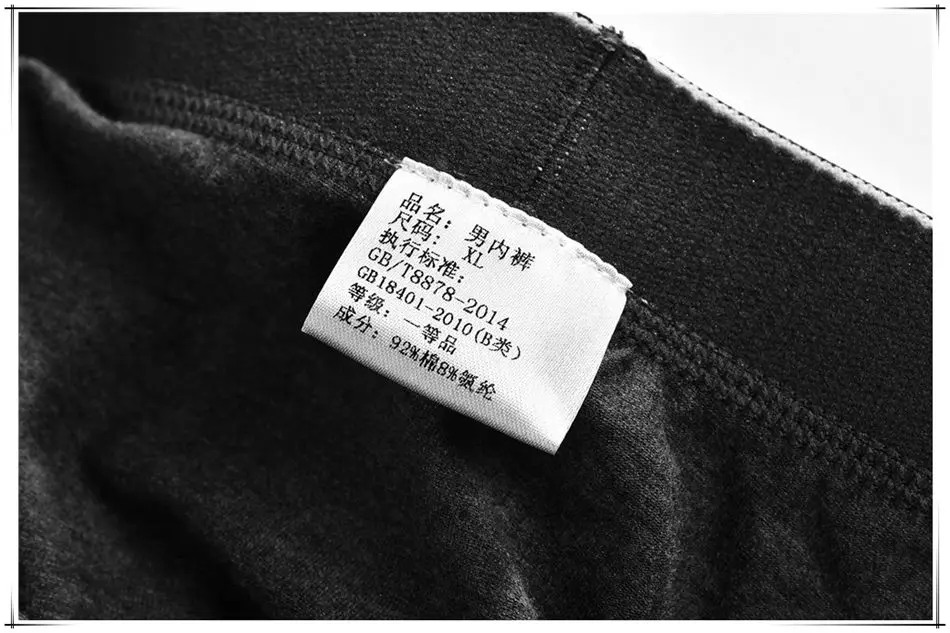 品名：男内裤
尺码： XL
执行标准：
GB/T8878-2014
GB18401-2010(B类)
等级：一等品
成分：92%棉8%氨纶